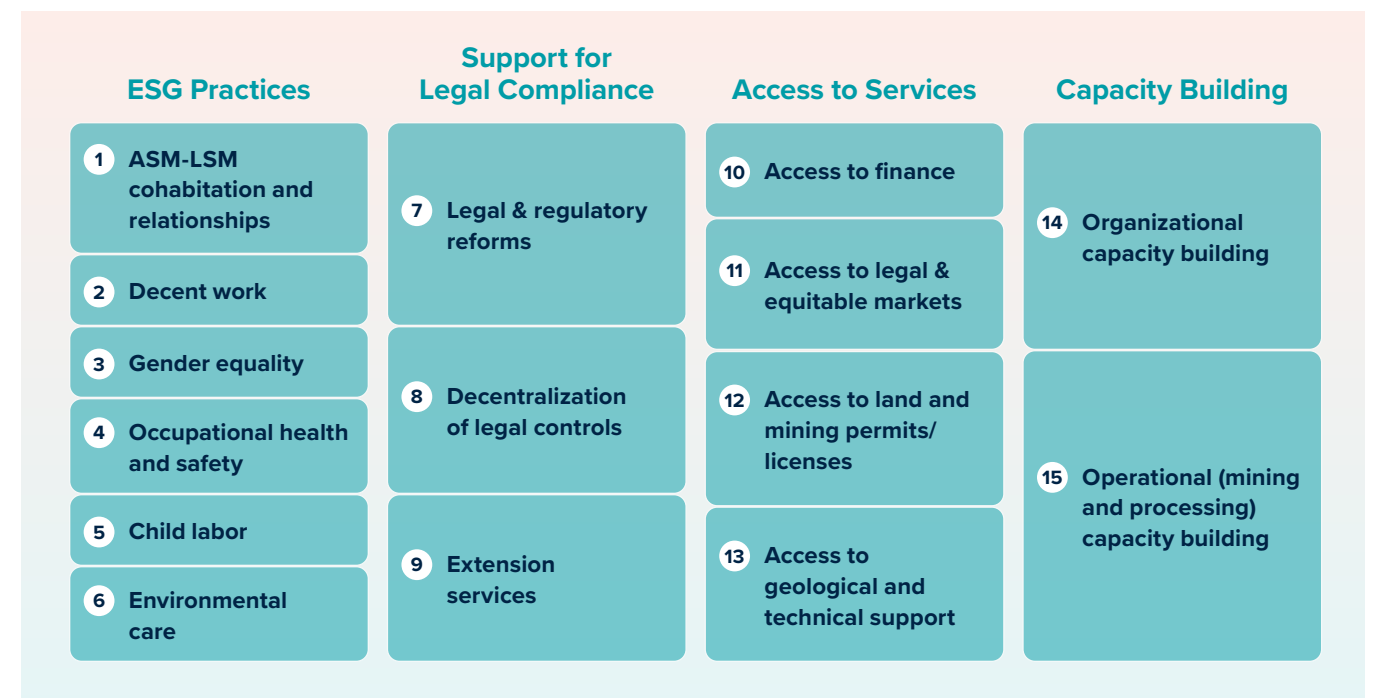 ESG Practices
1 ASM-LSM
cohabitation and
relationships
2 Decent work
3 Gender equality
4 Occupational health
and safety
5 Child labor
6 Environmental
care
Support for
Legal Compliance
7 Legal & regulatory
reforms
8 Decentralization
of legal controls
9 Extension
services
Access to Services
10 Access to finance
11 Access to legal &
equitable markets
12 Access to land and
mining permits/
licenses
13 Access to
geological and
technical support
Capacity Building
14 Organizational
capacity building
15 Operational (mining
and processing)
capacity building